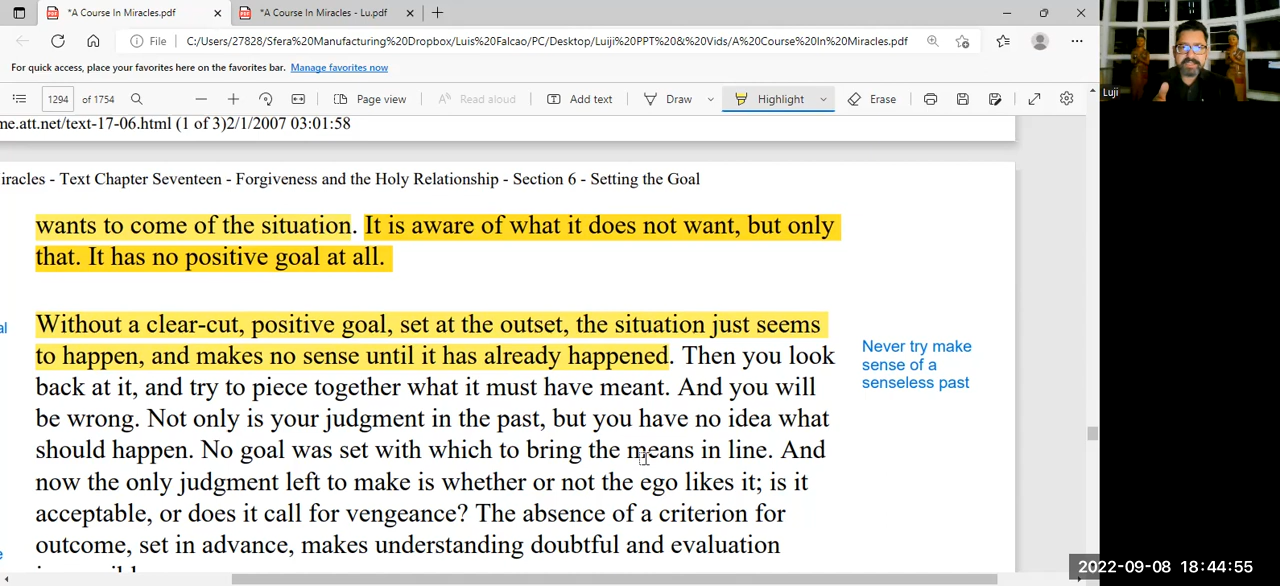 *A Course In Miracles.pdf
*A Course In Miracles - Lu.pdf
File
C:/Users/27828/Sfera%20Manufacturing%20Dropbox/Luis%20Falcao/PC/Desktop/Luiji%20PPT%20&%20Vids/A%20Course%20In%20Miracles.pdf
For quick access, place your favorites here on the favorites bar. Manage favorites now
1294 of 1754
Page view
Read aloud
Add text
Draw
Highlight
Erase
me.att.net/text-17-06.html (1 of 3)2/1/2007 03:01:58
iracles - Text Chapter Seventeen - Forgiveness and the Holy Relationship - Section 6 - Setting the Goal
wants to come of the situation. It is aware of what it does not want, but only
that. It has no positive goal at all.
al
Without a clear-cut, positive goal, set at the outset, the situation just seems
to happen, and makes no sense until it has already happened. Then you look
back at it, and try to piece together what it must have meant. And you will
be wrong. Not only is your judgment in the past, but you have no idea what
should happen. No goal was set with which to bring the means in line. And
now the only judgment left to make is whether or not the ego likes it; is it
acceptable, or does it call for vengeance? The absence of a criterion for
outcome, set in advance, makes understanding doubtful and evaluation
e
Never try make
sense of a
senseless past
Luji
2022-09-08 18:44:55